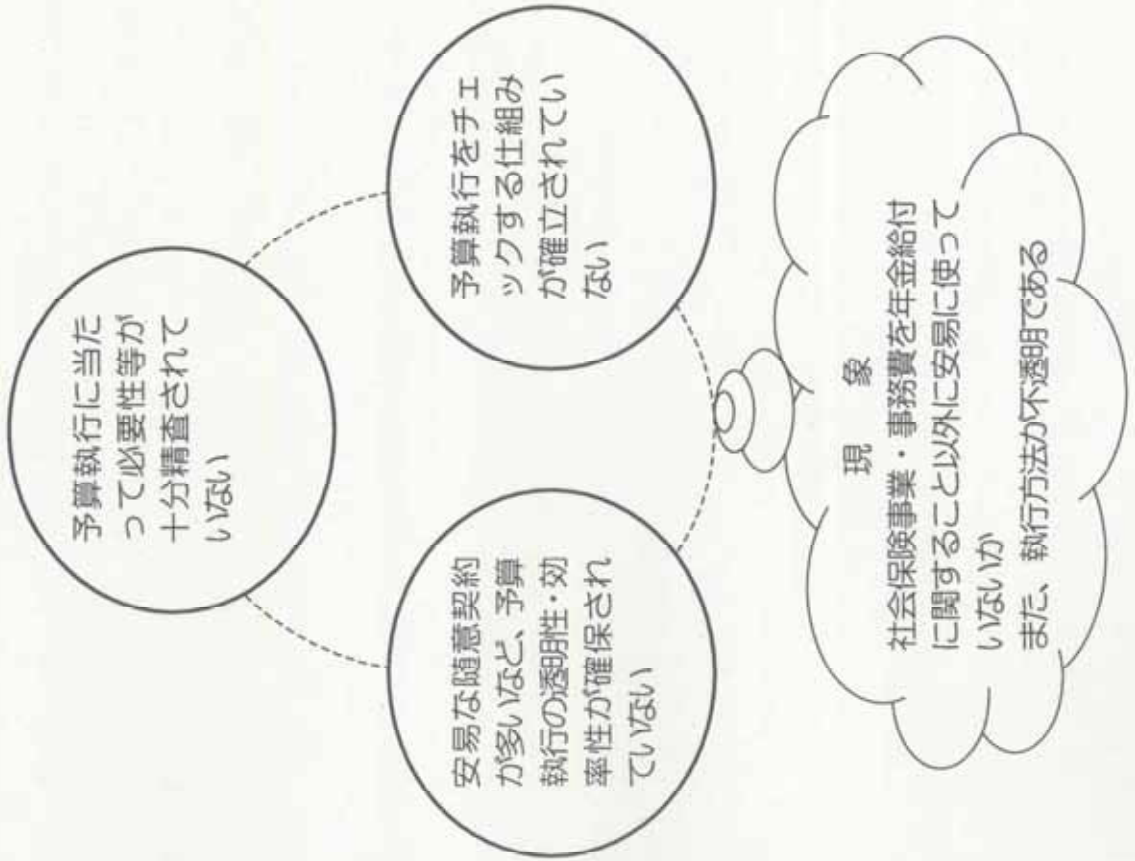 予算執行に当た
って必要性等が
十分精査されて
いない
安易な随意契約
が多いなど、予算
執行の透明性・効
率性が確保され
ていない
予算執行をチェ
ックする仕組み
が確立されてい
ない
現象
社会保険事業・事務費を年金給付
に関すること以外に安易に使って
いないか
また、執行方法が不透明である